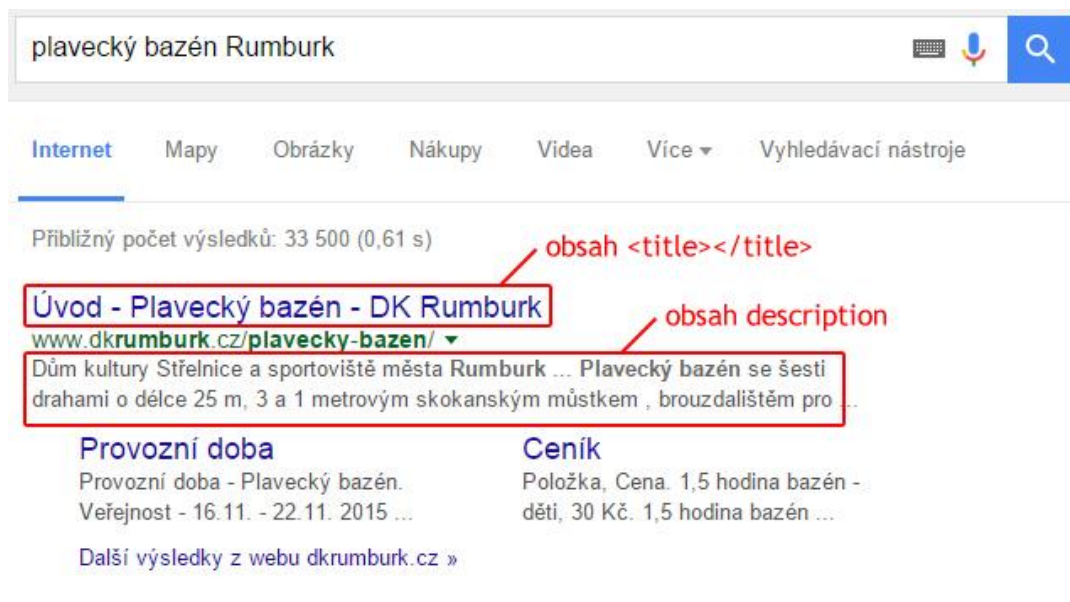 plavecký bazén Rumburk
Internet Mapy Obrázky Nákupy Videa Více Vyhledávací nástroje
Přibližný počet výsledků: 33 500 (0,61 s)
obsah <title></title>
Úvod - Plavecký bazén - DK Rumburk
obsah description
www.dkrumburk.cz/plavecky-bazen/
Dům kultury Střelnice a sportoviště města Rumburk ... Plavecký bazén se šesti
drahami o délce 25 m, 3 a 1 metrovým skokanským můstkem , brouzdalištěm pro ...
Provozní doba
Provozní doba - Plavecký bazén.
Veřejnost - 16.11. - 22.11. 2015 ...
Ceník
Položka, Cena. 1,5 hodina bazén -
děti, 30 Kč. 1,5 hodina bazén ...
Další výsledky z webu dkrumburk.cz »